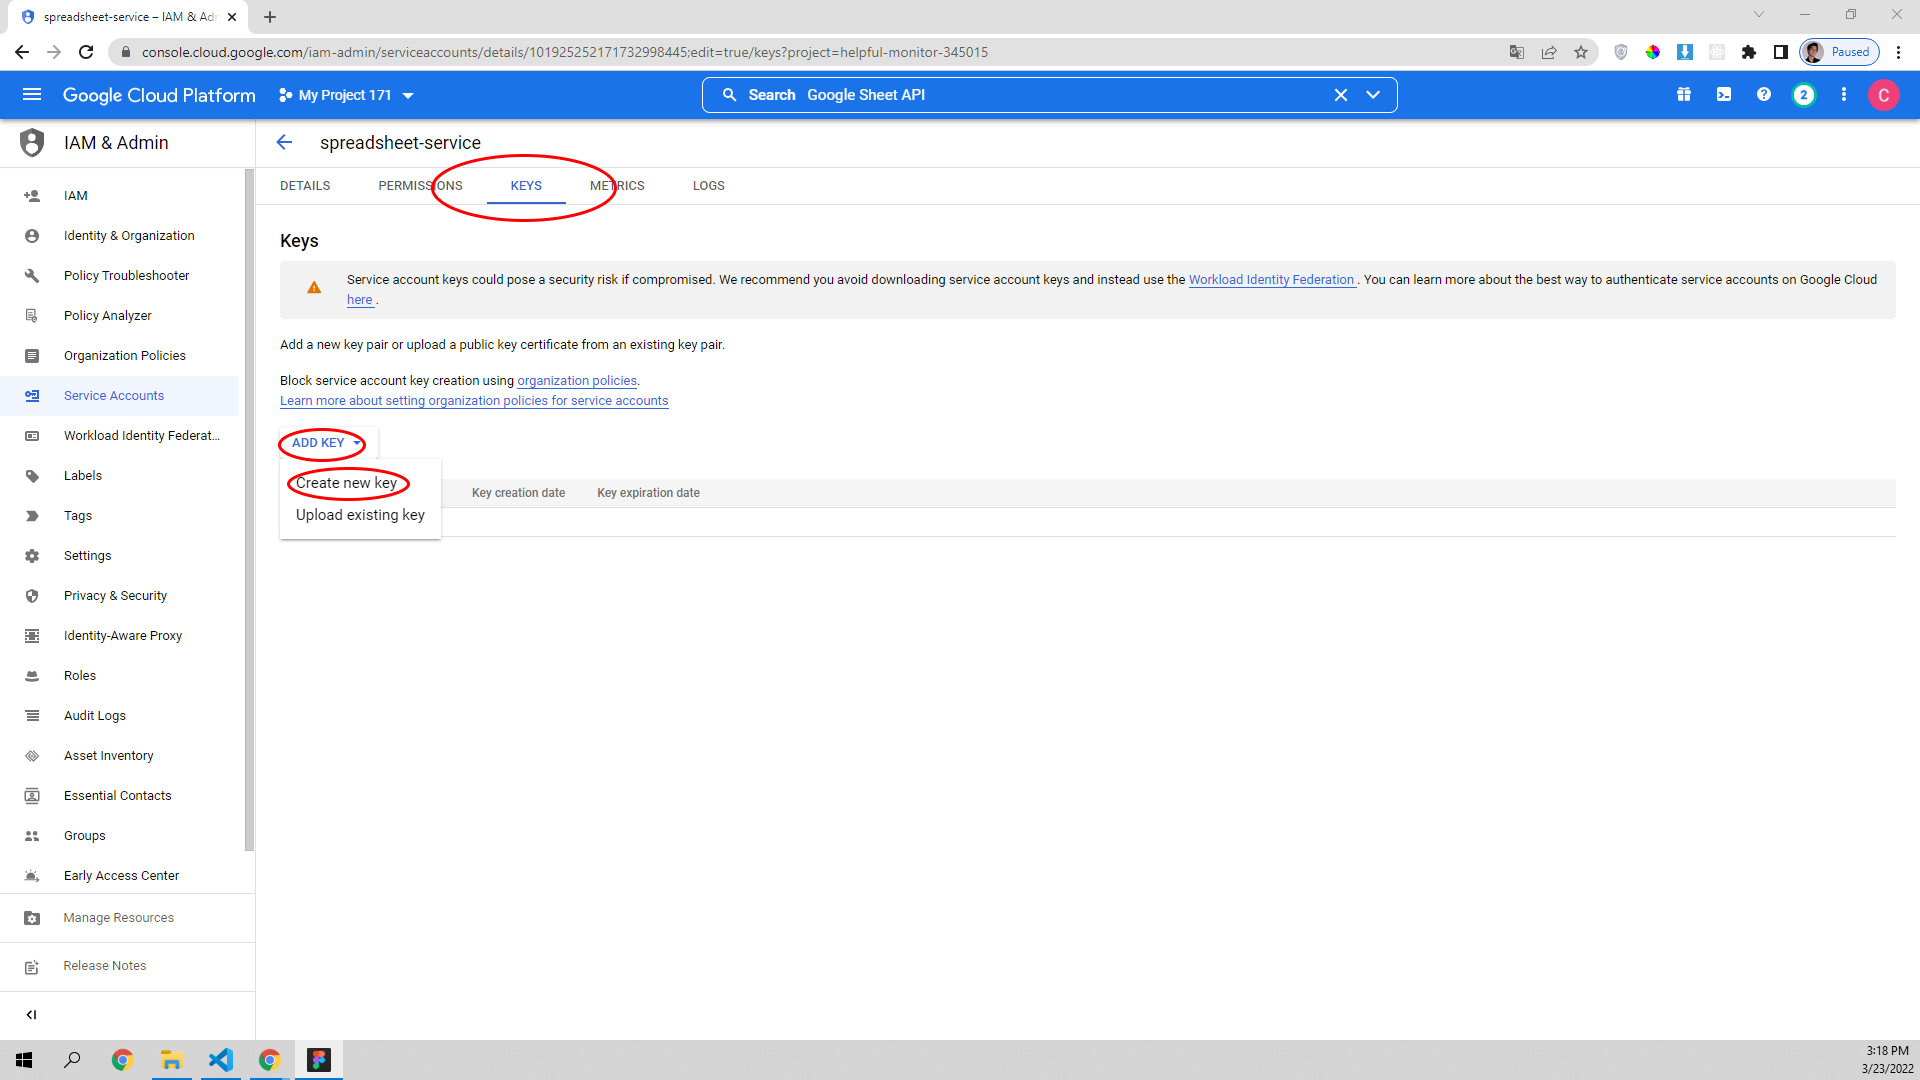 spreadsheet-service – IAM & Adm
console.cloud.google.com/iam-admin/serviceaccounts/details/101925252171732998445;edit=true/keys?project=helpful-monitor-345015
Paused
Google Cloud Platform
My Project 171
Search Google Sheet API
2
C
IAM & Admin
spreadsheet-service
DETAILS
PERMISSIONS
KEYS
METRICS
LOGS
IAM
Identity & Organization
Policy Troubleshooter
Policy Analyzer
Organization Policies
Service Accounts
Workload Identity Federat...
Labels
Tags
Settings
Privacy & Security
Identity-Aware Proxy
Roles
Audit Logs
Asset Inventory
Essential Contacts
Groups
Early Access Center
Manage Resources
Release Notes
Keys
Service account keys could pose a security risk if compromised. We recommend you avoid downloading service account keys and instead use the Workload Identity Federation . You can learn more about the best way to authenticate service accounts on Google Cloud
here .
Add a new key pair or upload a public key certificate from an existing key pair.
Block service account key creation using organization policies.
Learn more about setting organization policies for service accounts
ADD KEY
Create new key
Upload existing key
Key creation date
Key expiration date
3:18 PM
3/23/2022